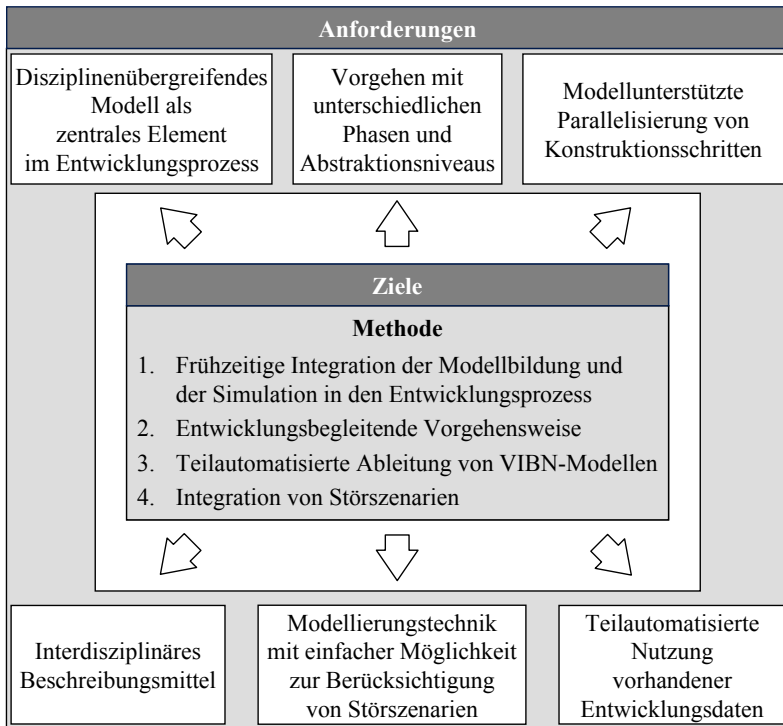 Anforderungen
Disziplinenübergreifendes
Modell als
zentrales Element
im Entwicklungsprozess
Vorgehen mit
unterschiedlichen
Phasen und
Abstraktionsniveaus
Modellunterstützte
Parallelisierung von
Konstruktionsschritten
Ziele
Methode
1. Frühzeitige Integration der Modellbildung und
der Simulation in den Entwicklungsprozess
2. Entwicklungsbegleitende Vorgehensweise
3. Teilautomatisierte Ableitung von VIBN-Modellen
4. Integration von Störszenarien
Interdisziplinäres
Beschreibungsmittel
Modellierungstechnik
mit einfacher Möglichkeit
zur Berücksichtigung
von Störszenarien
Teilautomatisierte
Nutzung
vorhandener
Entwicklungsdaten